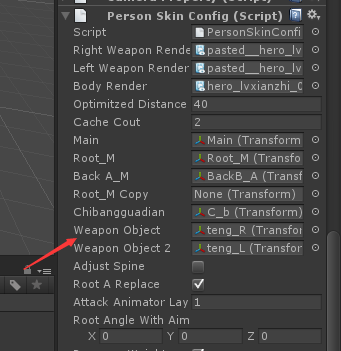 Person Skin Config (Script)
Script PersonSkinConfi
Right Weapon Rende pasted__hero_lv
Left Weapon Render pasted__hero_lv
Body Render hero_lvxianzhi_0
Optimitzed Distance 40
Cache Cout 2
Main Main (Transform
Root_M Root_M (Transfor
Back A_M BackB_A (Transf
Root_M Copy None (Transform)
Chibangguadian C_b (Transform)
Weapon Object teng_R (Transfor
Weapon Object 2 teng_L (Transfor
Adjust Spine
Root A Replace
Attack Animator Lay 1
Root Angle With Aim
X 0 Y 0 Z 0